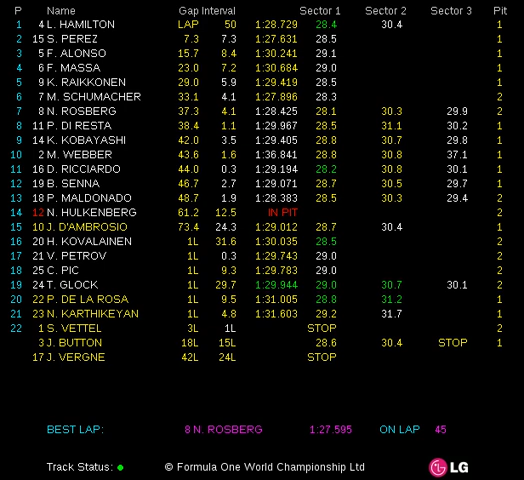 P Name Gap Interval Sector 1 Sector 2 Sector 3 Pit
1 4 L. HAMILTON LAP 50 1:28.729 28.4 30.4 1
2 15 S. PEREZ 7.3 7.3 1:27.631 28.5 1
3 5 F. ALONSO 15.7 8.4 1:30.241 29.1 1
4 6 F. MASSA 23.0 7.2 1:30.684 29.0 1
5 9 K. RAIKKONEN 29.0 5.9 1:29.419 28.5 1
6 7 M. SCHUMACHER 33.1 4.1 1:27.896 28.3 2
7 8 N. ROSBERG 37.3 4.1 1:28.425 28.1 30.3 29.9 2
8 11 P. DI RESTA 38.4 1.1 1:29.967 28.5 31.1 30.2 1
9 14 K. KOBAYASHI 42.0 3.5 1:29.405 28.8 30.7 29.8 1
10 2 M. WEBBER 43.6 1.6 1:36.841 28.8 30.8 37.1 1
11 16 D. RICCIARDO 44.0 0.3 1:29.194 28.2 30.8 30.1 1
12 19 B. SENNA 46.7 2.7 1:29.071 28.7 30.5 29.7 1
13 18 P. MALDONADO 48.7 1.9 1:28.383 28.5 30.3 29.4 2
14 12 N. HULKENBERG 61.2 12.5 IN PIT 2
15 10 J. D'AMBROSIO 73.4 24.3 1:29.012 28.7 30.4 1
16 20 H. KOVALAINEN 1L 31.6 1:30.035 28.5 2
17 21 V. PETROV 1L 0.3 1:29.743 29.0 2
18 25 C. PIC 1L 9.3 1:29.783 29.0 2
19 24 T. GLOCK 1L 29.7 1:29.944 29.0 30.7 30.1 2
20 22 P. DE LA ROSA 1L 9.5 1:31.005 28.8 31.2 1
21 23 N. KARTHIKEYAN 1L 4.8 1:31.603 29.2 31.7 1
22 1 S. VETTEL 3L 1L STOP 2
3 J. BUTTON 18L 15L 28.6 30.4 STOP 1
17 J. VERGNE 42L 24L STOP
BEST LAP: 8 N. ROSBERG 1:27.595 ON LAP 45
Track Status: © Formula One World Championship Ltd LG